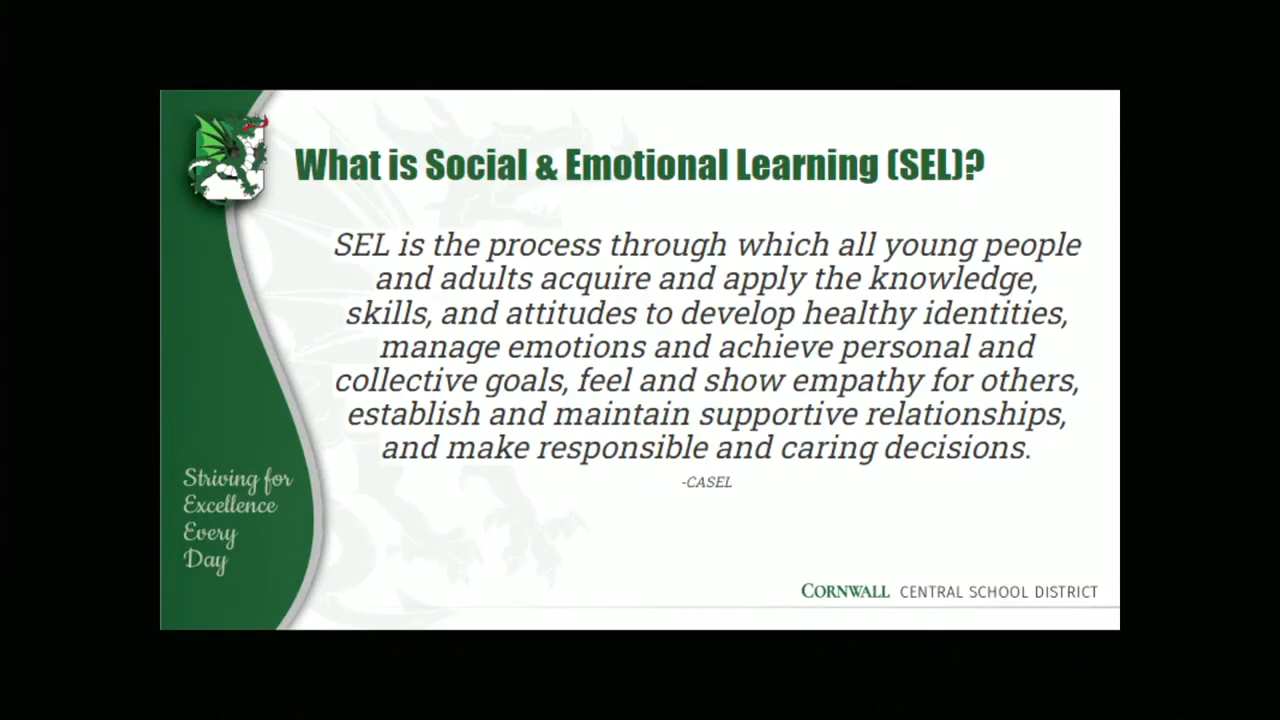 What is Social & Emotional Learning (SEL)?
SEL is the process through which all young people
and adults acquire and apply the knowledge,
skills, and attitudes to develop healthy identities,
manage emotions and achieve personal and
collective goals, feel and show empathy for others,
establish and maintain supportive relationships,
and make responsible and caring decisions.
-CASEL
Striving for
Excellence
Every
Day
CORNWALL CENTRAL SCHOOL DISTRICT